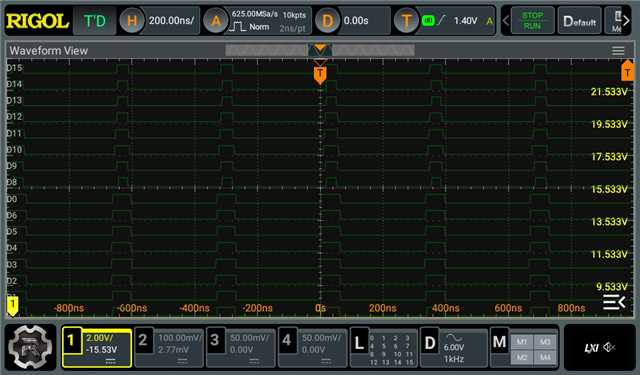 RIGOL T'D H 200.00ns/ A 625.00MSa/s 10kpts Norm 2ns/pt D 0.00s T d0 1.40V A STOP RUN Default
Waveform View
T
T
D15
D14
21.533V
D13
D12
19.533V
D11
D10
17.533V
D9
D8
15.533V
D0
D6
13.533V
D5
D4
11.533V
D3
D2
9.533V
1
-800ns -600ns -400ns -200ns 0s 200ns 400ns 600ns 800ns
1 2.00V/ -15.53V
2 100.00mV/ 2.77mV
3 50.00mV/ 0.00V
4 50.00mV/ 0.00V
L 0 1 2 3
4 5 6 7
8 9 10 11
12 13 14 15
D 6.00V 1kHz
M M1 M3 M2 M4
LXI